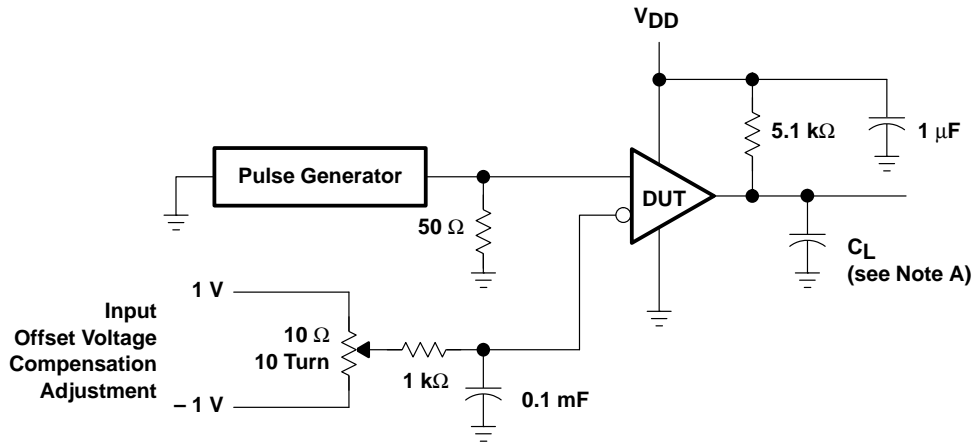 VDD
5.1 kΩ
1 μF
Pulse Generator
DUT
50 Ω
CL
(see Note A)
1 V
Input
Offset Voltage
Compensation
Adjustment
10 Ω
10 Turn
1 kΩ
0.1 mF
– 1 V